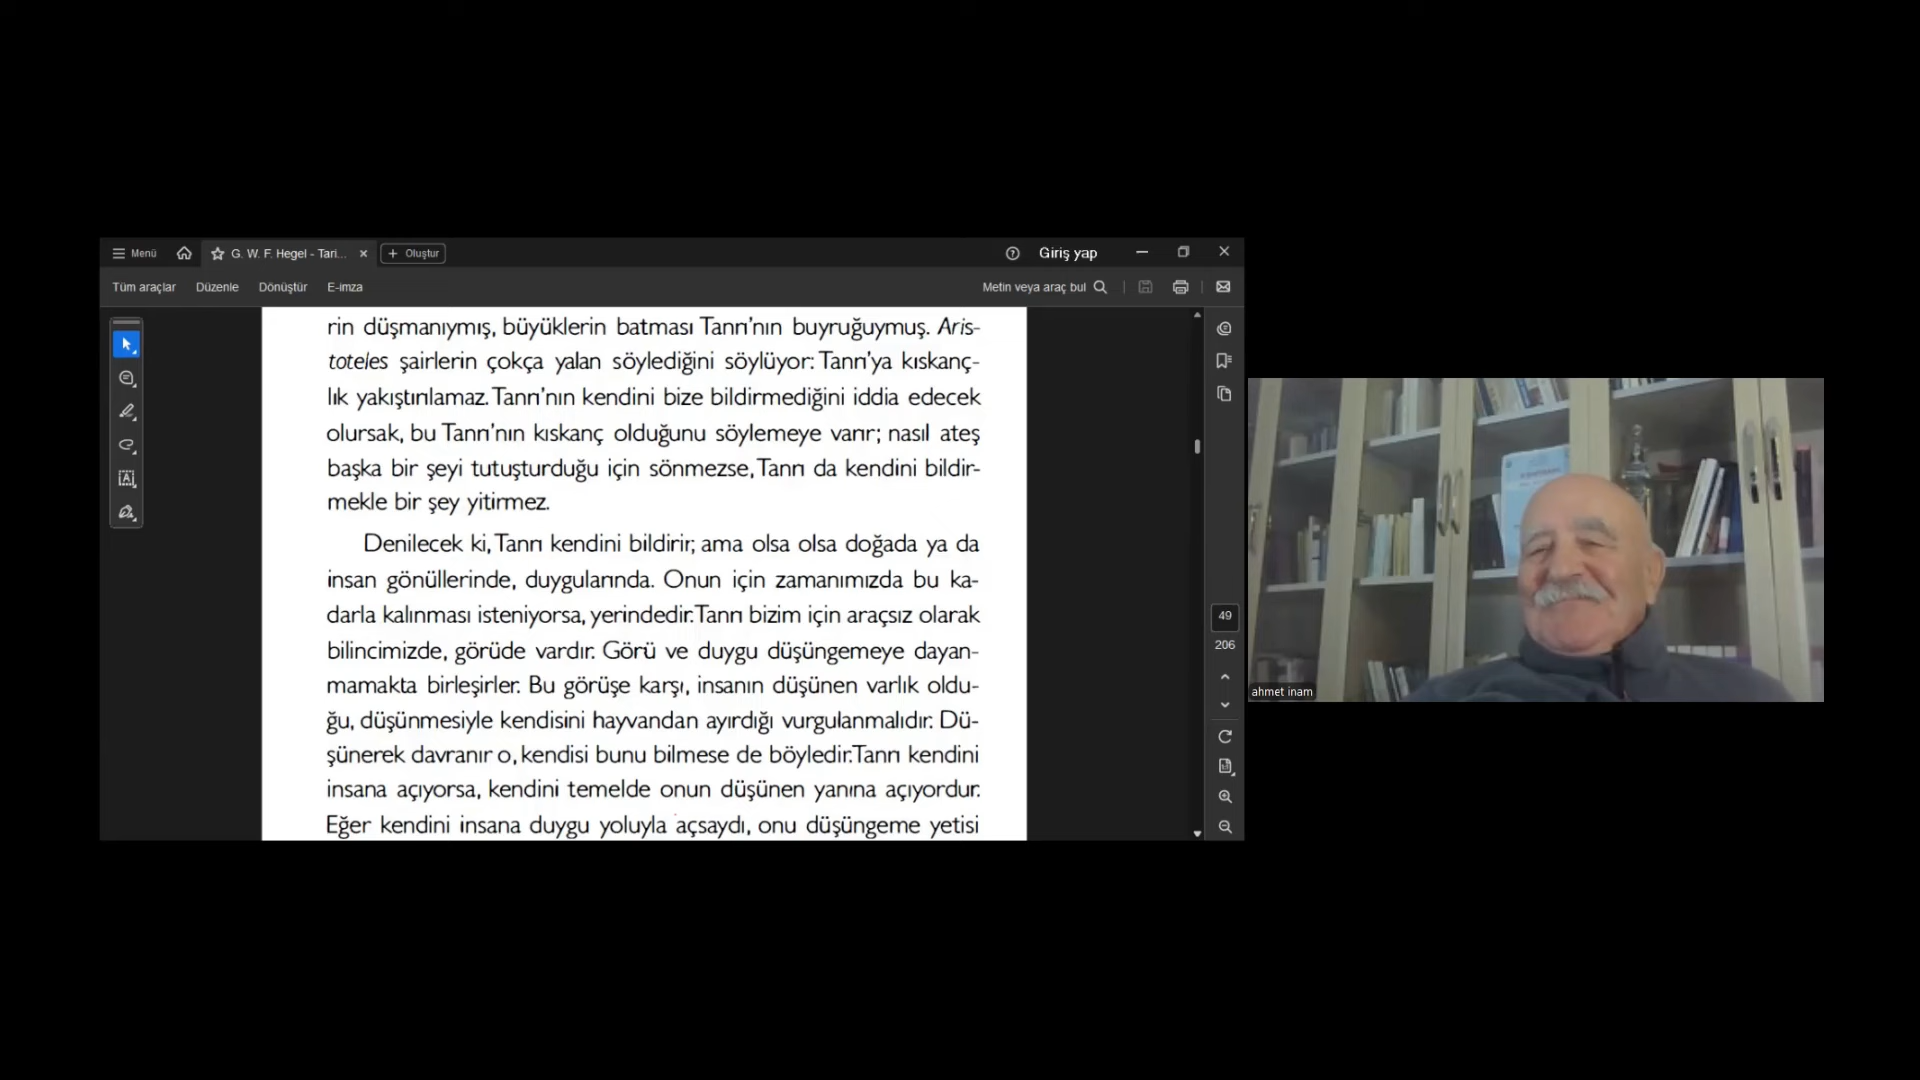 Menü
G. W. F. Hegel - Tari...
Oluştur
Giriş yap
Tüm araçlar
Düzenle
Dönüştür
E-imza
Metin veya araç bul
rin düşmanıymış, büyüklerin batması Tanrı’nın buyruğuymuş. Aris-
toteles şairlerin çokça yalan söylediğini söylüyor: Tanrı’ya kıskanç-
lık yakıştırılamaz. Tanrı’nın kendini bize bildirmediğini iddia edecek
olursak, bu Tanrı’nın kıskanç olduğunu söylemeye varır; nasıl ateş
başka bir şeyi tutuşturduğu için sönmezse, Tanrı da kendini bildir-
mekle bir şey yitirmez.
Denilecek ki, Tanrı kendini bildirir; ama olsa olsa doğada ya da
insan gönüllerinde, duygularında. Onun için zamanımızda bu ka-
darla kalınması isteniyorsa, yerindedir. Tanrı bizim için araçsız olarak
bilincimizde, görüde vardır. Görü ve duygu düşüngemeye dayan-
mamakta birleşirler. Bu görüşe karşı, insanın düşünen varlık oldu-
ğu, düşünmesiyle kendisini hayvandan ayırdığı vurgulanmalıdır. Dü-
şünerek davranır o, kendisi bunu bilmese de böyledir. Tanrı kendini
insana açıyorsa, kendini temelde onun düşünen yanına açıyordur.
Eğer kendini insana duygu yoluyla açsaydı, onu düşüngeme yetisi
49
206
ahmet inam